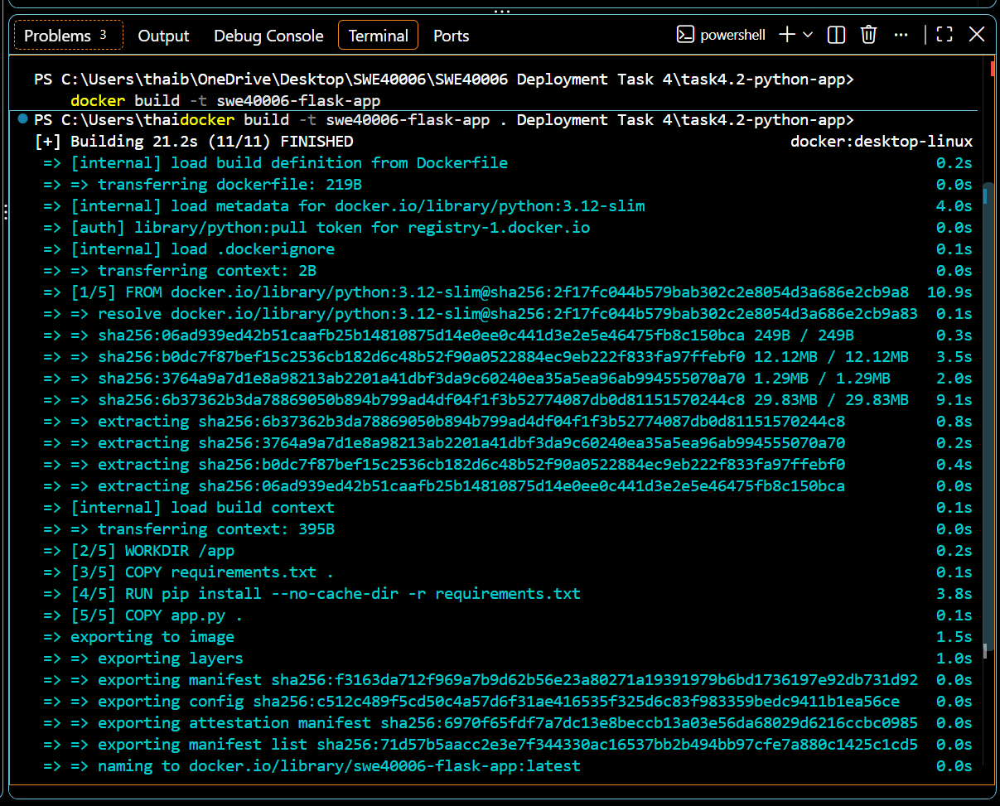 Problems 3 Output Debug Console Terminal Ports powershell
PS C:\Users\thaib\OneDrive\Desktop\SWE40006\SWE40006 Deployment Task 4\task4.2-python-app>
docker build -t swe40006-flask-app
PS C:\Users\thaidocker build -t swe40006-flask-app . Deployment Task 4\task4.2-python-app>
[+] Building 21.2s (11/11) FINISHED docker:desktop-linux
=> [internal] load build definition from Dockerfile 0.2s
=> => transferring dockerfile: 219B 0.0s
=> [internal] load metadata for docker.io/library/python:3.12-slim 4.0s
=> [auth] library/python:pull token for registry-1.docker.io 0.0s
=> [internal] load .dockerignore 0.1s
=> => transferring context: 2B 0.0s
=> [1/5] FROM docker.io/library/python:3.12-slim@sha256:2f17fc044b579bab302c2e8054d3a686e2cb9a8 10.9s
=> => resolve docker.io/library/python:3.12-slim@sha256:2f17fc044b579bab302c2e8054d3a686e2cb9a83 0.1s
=> => sha256:06ad939ed42b51caafb25b14810875d14e0ee0c441d3e2e5e46475fb8c150bca 249B / 249B 0.3s
=> => sha256:b0dc7f87bef15c2536cb182d6c48b52f90a0522884ec9eb222f833fa97ffebf0 12.12MB / 12.12MB 3.5s
=> => sha256:3764a9a7d1e8a98213ab2201a41dbf3da9c60240ea35a5ea96ab994555070a70 1.29MB / 1.29MB 2.0s
=> => sha256:6b37362b3da78869050b894b799ad4df04f1f3b52774087db0d81151570244c8 29.83MB / 29.83MB 9.1s
=> => extracting sha256:6b37362b3da78869050b894b799ad4df04f1f3b52774087db0d81151570244c8 0.8s
=> => extracting sha256:3764a9a7d1e8a98213ab2201a41dbf3da9c60240ea35a5ea96ab994555070a70 0.2s
=> => extracting sha256:b0dc7f87bef15c2536cb182d6c48b52f90a0522884ec9eb222f833fa97ffebf0 0.4s
=> => extracting sha256:06ad939ed42b51caafb25b14810875d14e0ee0c441d3e2e5e46475fb8c150bca 0.0s
=> [internal] load build context 0.1s
=> => transferring context: 395B 0.0s
=> [2/5] WORKDIR /app 0.2s
=> [3/5] COPY requirements.txt . 0.1s
=> [4/5] RUN pip install --no-cache-dir -r requirements.txt 3.8s
=> [5/5] COPY app.py . 0.1s
=> exporting to image 1.5s
=> => exporting layers 1.0s
=> => exporting manifest sha256:f3163da712f969a7b9d62b56e23a80271a19391979b6bd1736197e92db731d92 0.0s
=> => exporting config sha256:c512c489f5cd50c4a57d6f31ae416535f325d6c83f983359bedc9411b1ea56ce 0.0s
=> => exporting attestation manifest sha256:6970f65fdf7a7dc13e8beccb13a03e56da68029d6216ccbc0985 0.0s
=> => exporting manifest list sha256:71d57b5aacc2e3e7f344330ac16537bb2b494bb97cfe7a880c1425c1cd5 0.0s
=> => naming to docker.io/library/swe40006-flask-app:latest 0.0s